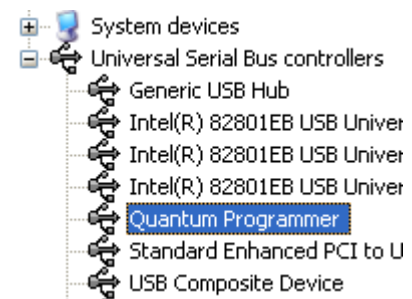 System devices
Universal Serial Bus controllers
Generic USB Hub
Intel(R) 82801EB USB Univer
Intel(R) 82801EB USB Univer
Intel(R) 82801EB USB Univer
Quantum Programmer
Standard Enhanced PCI to U
USB Composite Device